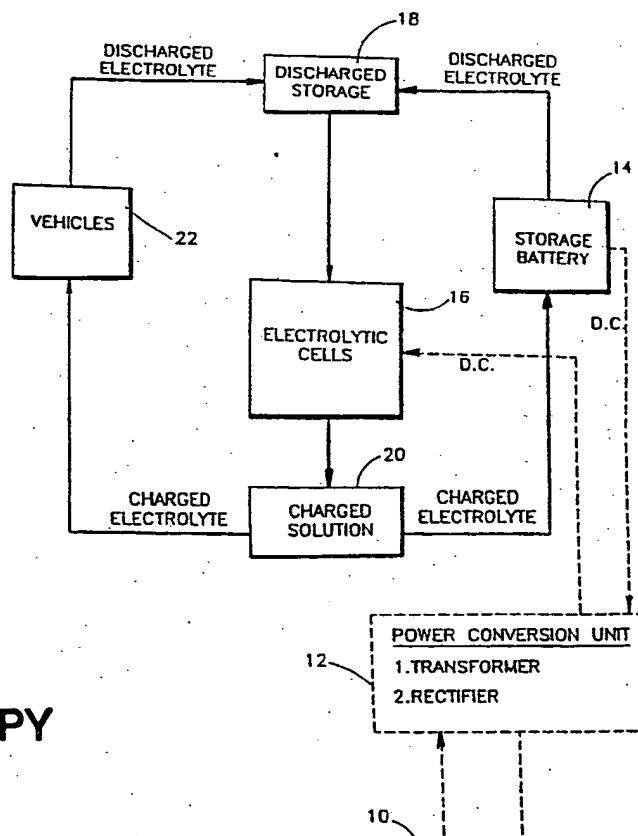 18
DISCHARGED
ELECTROLYTE
DISCHARGED
STORAGE
DISCHARGED
ELECTROLYTE
14
VEHICLES
22
STORAGE
BATTERY
16
ELECTROLYTIC
CELLS
D.C.
D.C.
20
CHARGED
ELECTROLYTE
CHARGED
SOLUTION
CHARGED
ELECTROLYTE
POWER CONVERSION UNIT
12
1.TRANSFORMER
2.RECTIFIER
PY
10